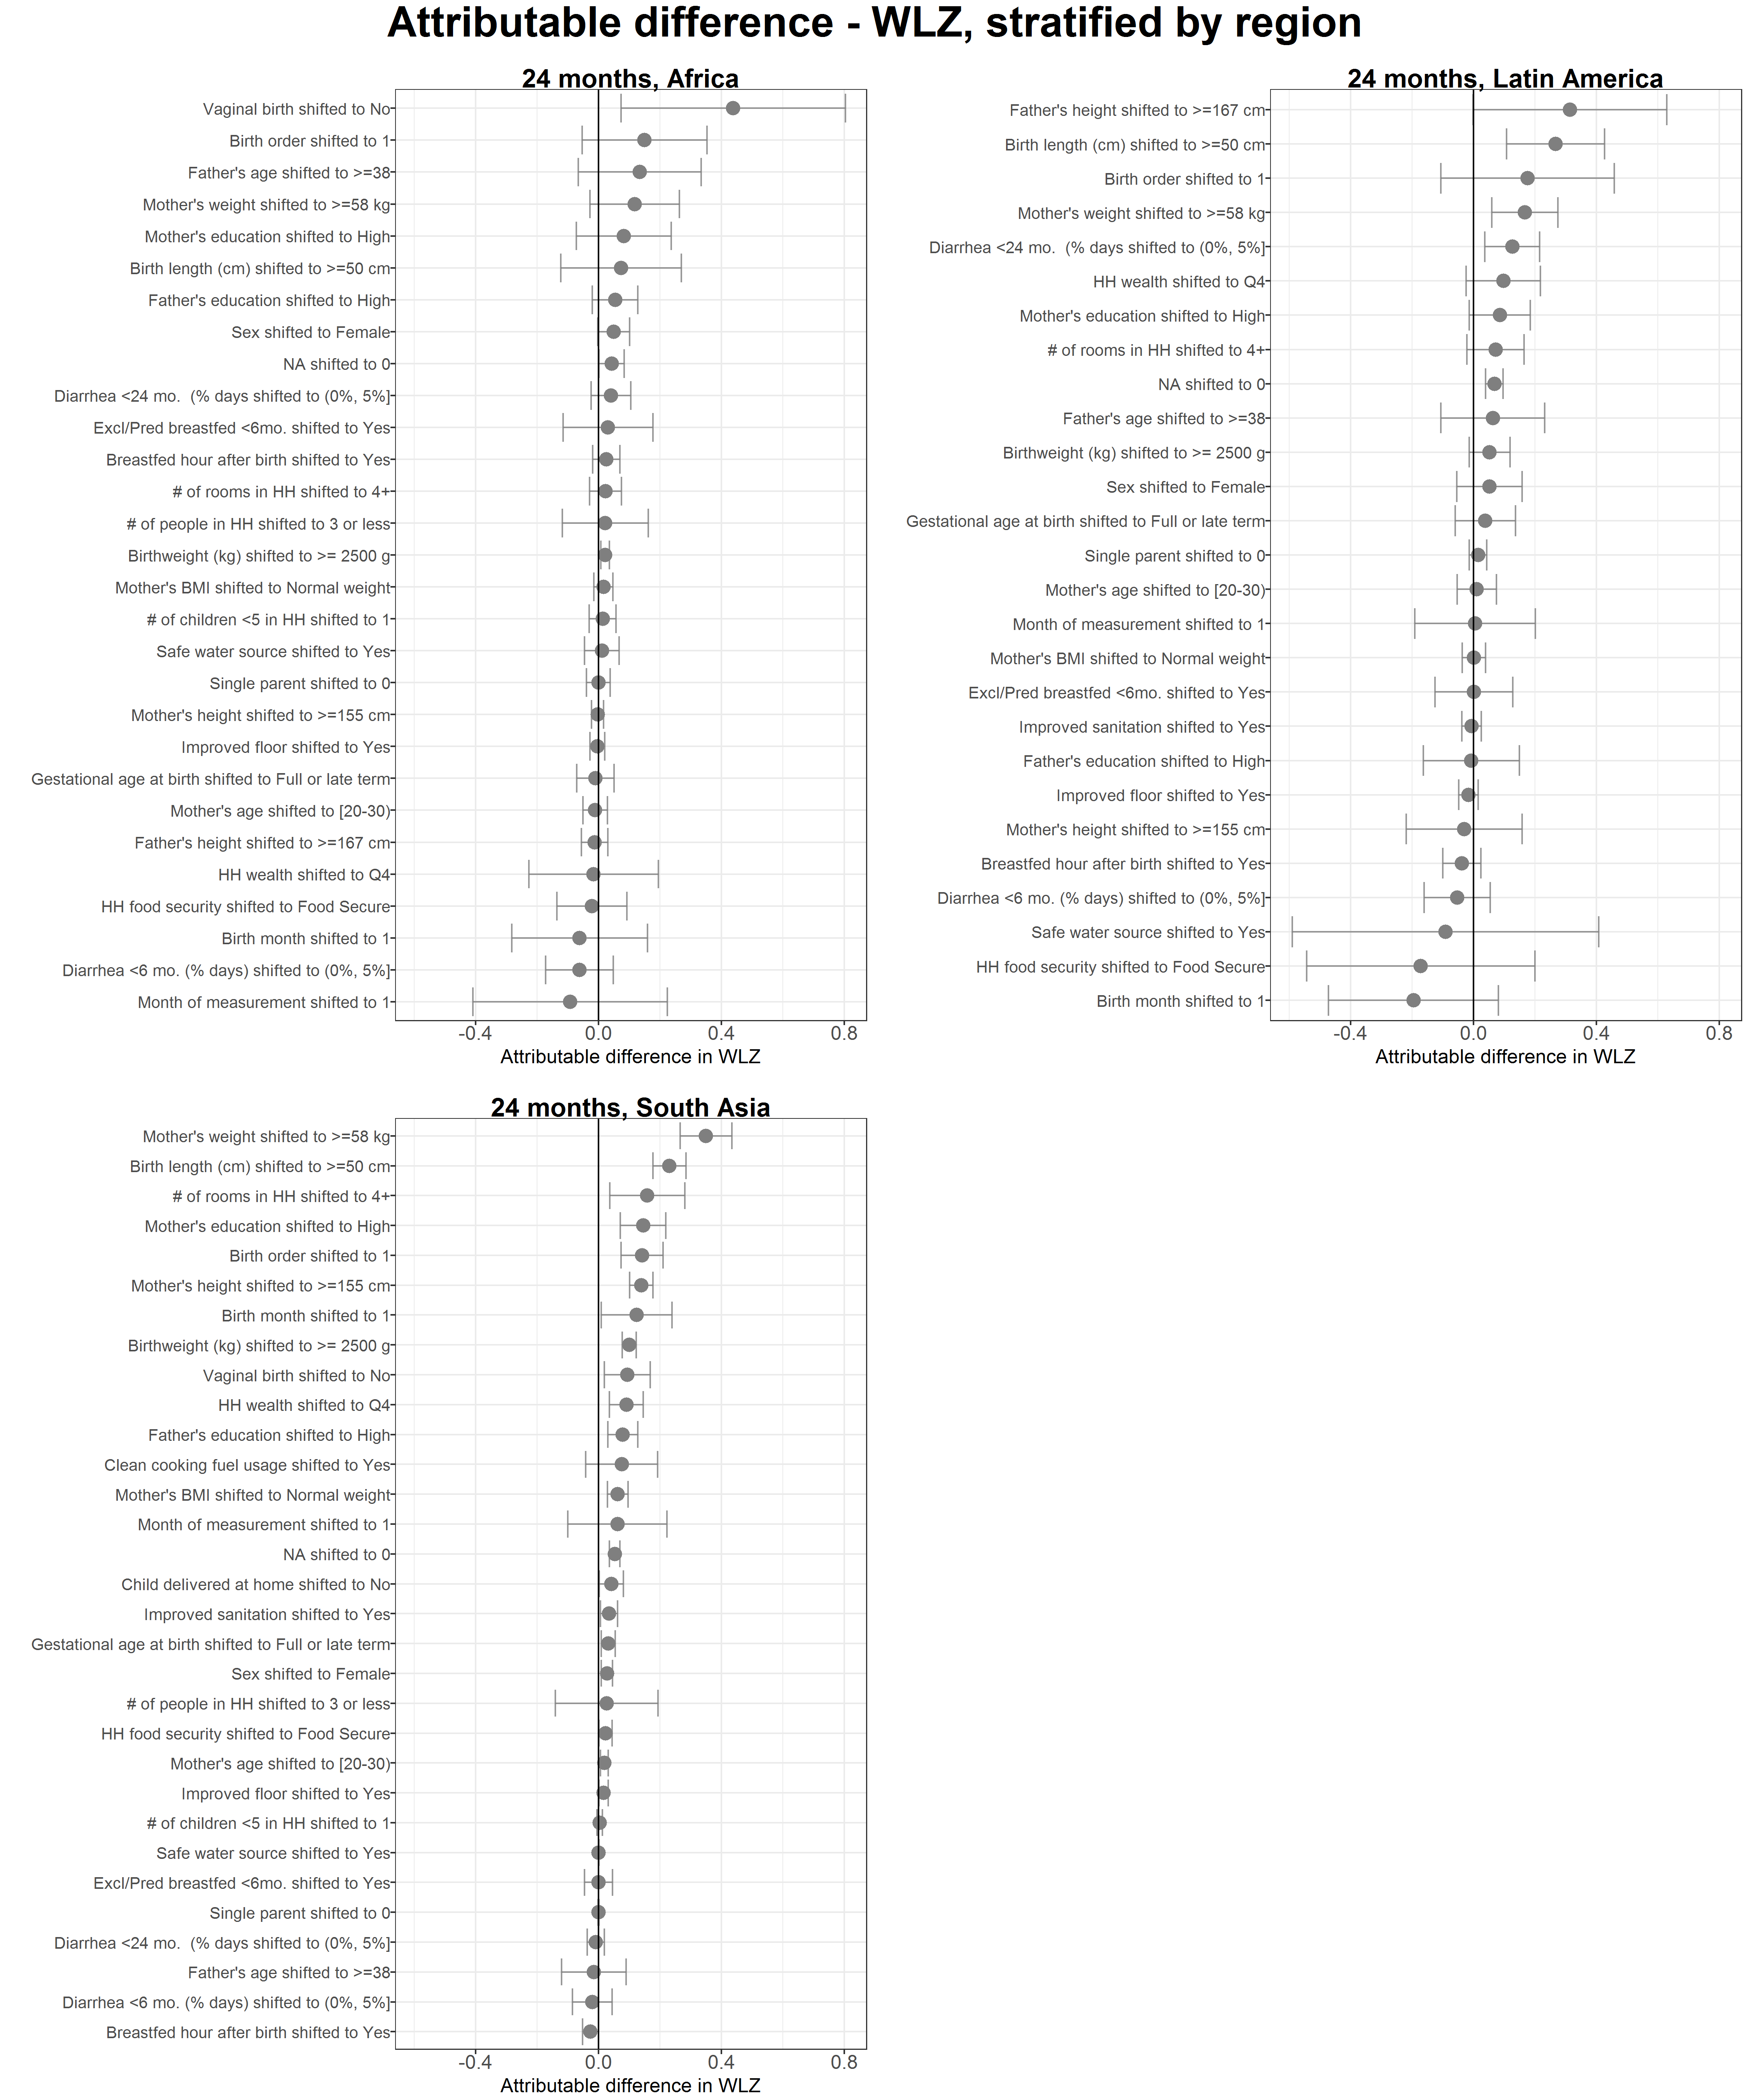 Attributable difference - WLZ, stratified by region
24 months, Africa
Vaginal birth shifted to No
Birth order shifted to 1
Father's age shifted to >=38
Mother's weight shifted to >=58 kg
Mother's education shifted to High
Birth length (cm) shifted to >=50 cm
Father's education shifted to High
Sex shifted to Female
NA shifted to 0
Diarrhea <24 mo.  (% days shifted to (0%, 5%]
Excl/Pred breastfed <6mo. shifted to Yes
Breastfed hour after birth shifted to Yes
# of rooms in HH shifted to 4+
# of people in HH shifted to 3 or less
Birthweight (kg) shifted to >= 2500 g
Mother's BMI shifted to Normal weight
# of children <5 in HH shifted to 1
Safe water source shifted to Yes
Single parent shifted to 0
Mother's height shifted to >=155 cm
Improved floor shifted to Yes
Gestational age at birth shifted to Full or late term
Mother's age shifted to [20-30)
Father's height shifted to >=167 cm
HH wealth shifted to Q4
HH food security shifted to Food Secure
Birth month shifted to 1
Diarrhea <6 mo. (% days) shifted to (0%, 5%]
Month of measurement shifted to 1
-0.4 0.0 0.4 0.8
Attributable difference in WLZ
24 months, Latin America
Father's height shifted to >=167 cm
Birth length (cm) shifted to >=50 cm
Birth order shifted to 1
Mother's weight shifted to >=58 kg
Diarrhea <24 mo.  (% days shifted to (0%, 5%]
HH wealth shifted to Q4
Mother's education shifted to High
# of rooms in HH shifted to 4+
NA shifted to 0
Father's age shifted to >=38
Birthweight (kg) shifted to >= 2500 g
Sex shifted to Female
Gestational age at birth shifted to Full or late term
Single parent shifted to 0
Mother's age shifted to [20-30)
Month of measurement shifted to 1
Mother's BMI shifted to Normal weight
Excl/Pred breastfed <6mo. shifted to Yes
Improved sanitation shifted to Yes
Father's education shifted to High
Improved floor shifted to Yes
Mother's height shifted to >=155 cm
Breastfed hour after birth shifted to Yes
Diarrhea <6 mo. (% days) shifted to (0%, 5%]
Safe water source shifted to Yes
HH food security shifted to Food Secure
Birth month shifted to 1
-0.4 0.0 0.4 0.8
Attributable difference in WLZ
24 months, South Asia
Mother's weight shifted to >=58 kg
Birth length (cm) shifted to >=50 cm
# of rooms in HH shifted to 4+
Mother's education shifted to High
Birth order shifted to 1
Mother's height shifted to >=155 cm
Birth month shifted to 1
Birthweight (kg) shifted to >= 2500 g
Vaginal birth shifted to No
HH wealth shifted to Q4
Father's education shifted to High
Clean cooking fuel usage shifted to Yes
Mother's BMI shifted to Normal weight
Month of measurement shifted to 1
NA shifted to 0
Child delivered at home shifted to No
Improved sanitation shifted to Yes
Gestational age at birth shifted to Full or late term
Sex shifted to Female
# of people in HH shifted to 3 or less
HH food security shifted to Food Secure
Mother's age shifted to [20-30)
Improved floor shifted to Yes
# of children <5 in HH shifted to 1
Safe water source shifted to Yes
Excl/Pred breastfed <6mo. shifted to Yes
Single parent shifted to 0
Diarrhea <24 mo.  (% days shifted to (0%, 5%]
Father's age shifted to >=38
Diarrhea <6 mo. (% days) shifted to (0%, 5%]
Breastfed hour after birth shifted to Yes
-0.4 0.0 0.4 0.8
Attributable difference in WLZ